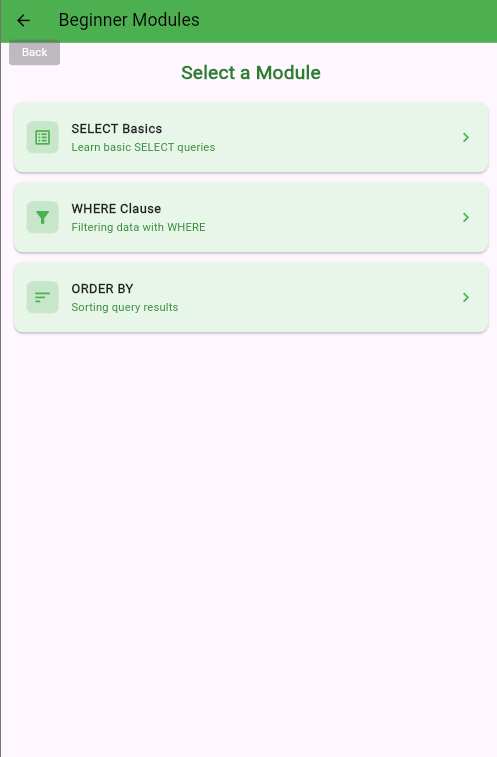 Beginner Modules
Back
Select a Module
SELECT Basics
Learn basic SELECT queries
WHERE Clause
Filtering data with WHERE
ORDER BY
Sorting query results